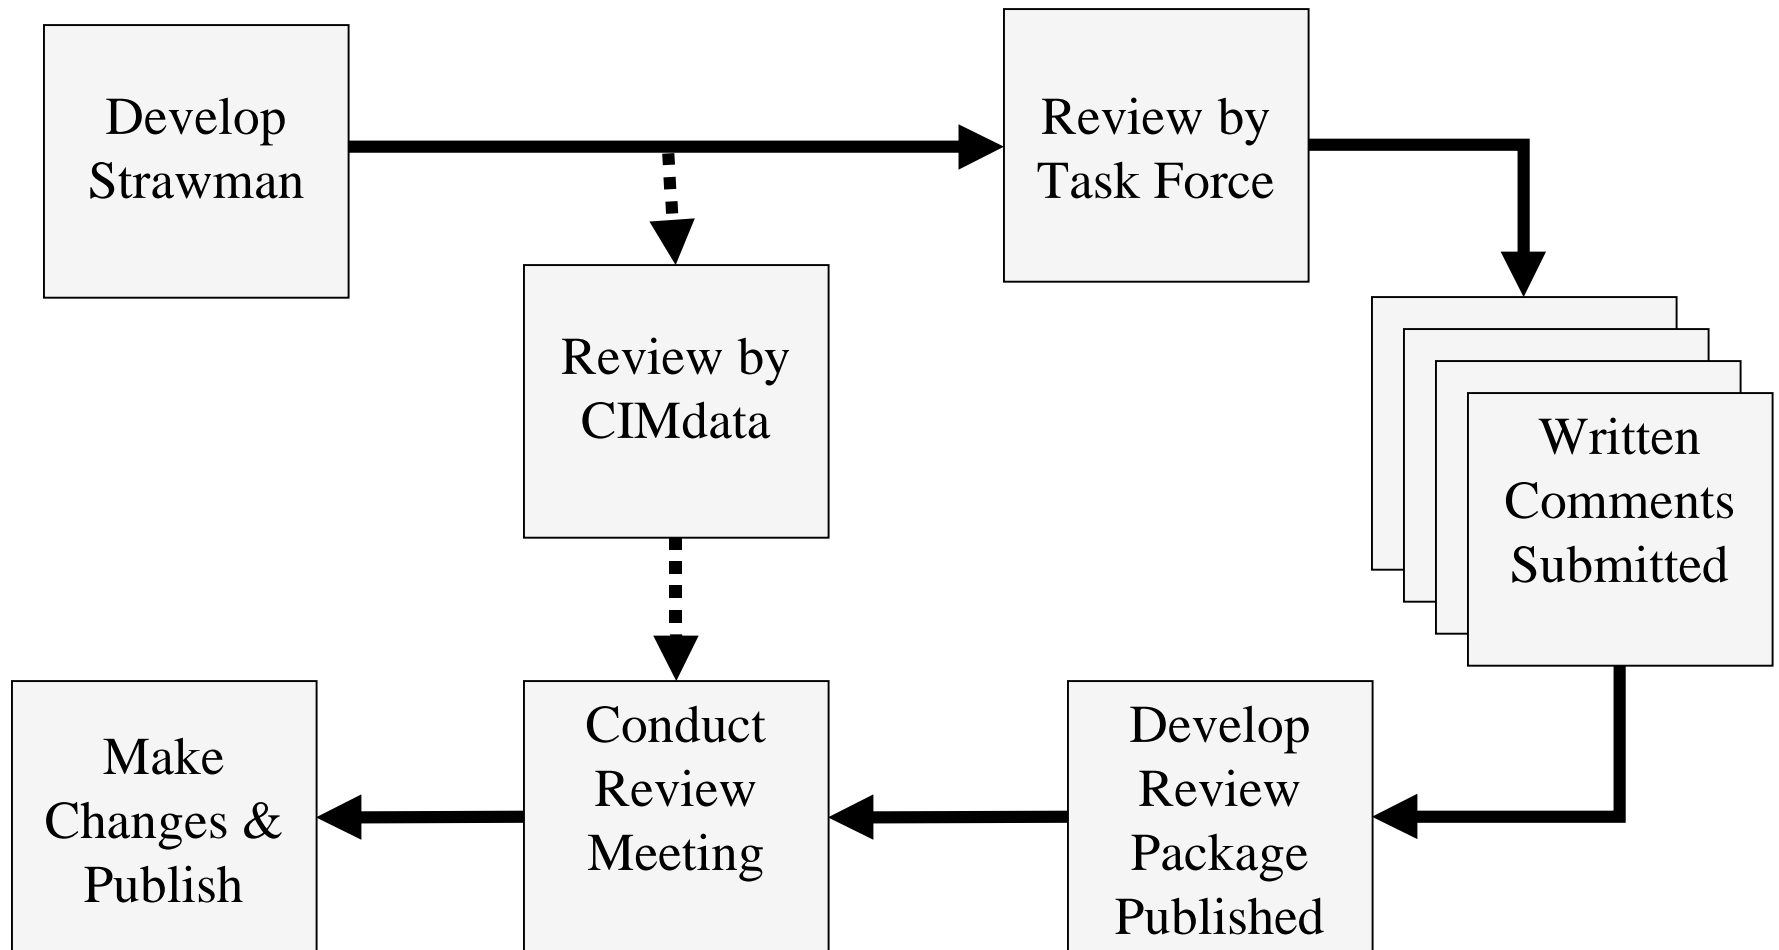 Develop
Strawman
Review by
Task Force
Review by
CIMdata
Written
Comments
Submitted
Make
Changes &
Publish
Conduct
Review
Meeting
Develop
Review
Package
Published